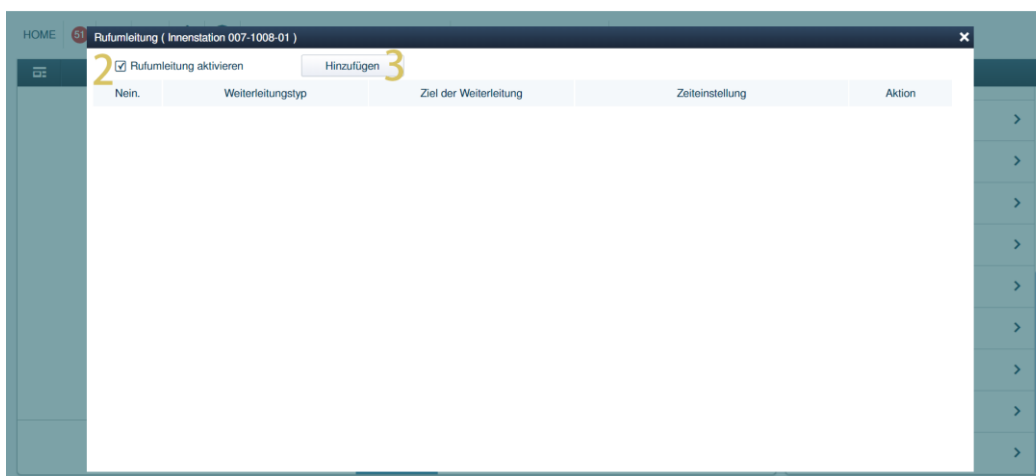 HOME 51
Rufumleitung ( Innenstation 007-1008-01 )
2 Rufumleitung aktivieren Hinzufügen 3
Nein. Weiterleitungstyp Ziel der Weiterleitung Zeiteinstellung Aktion